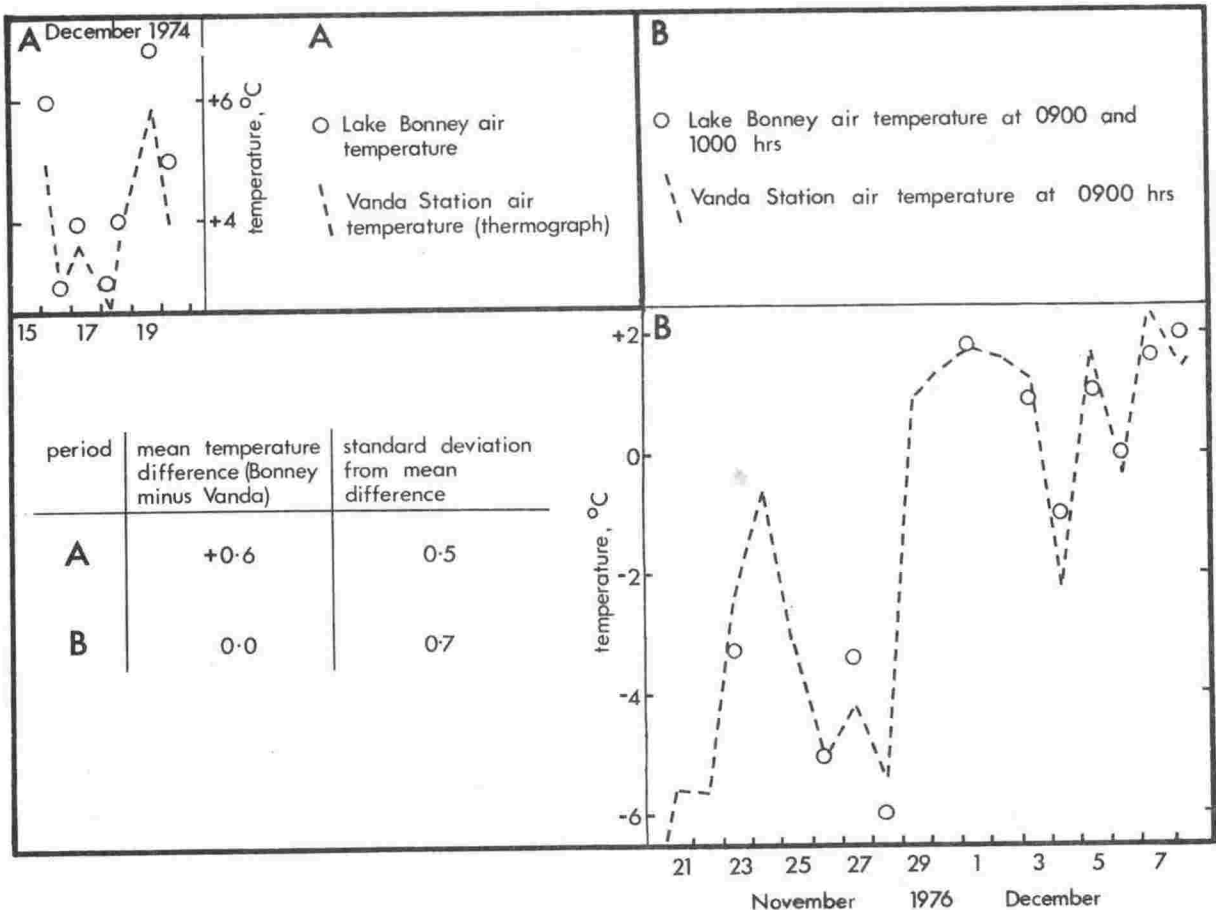 A December 1974
+6
+4
temperature, °C
15 17 19
A
Lake Bonney air
temperature
Vanda Station air
temperature (thermograph)
B
Lake Bonney air temperature at 0900 and
1000 hrs
Vanda Station air temperature at 0900 hrs
period
mean temperature
difference (Bonney
minus Vanda)
standard deviation
from mean
difference
A +0·6 0·5
B 0·0 0·7
B
+2
0
-2
-4
-6
temperature, °C
21 23 25 27 29 1 3 5 7
November 1976 December